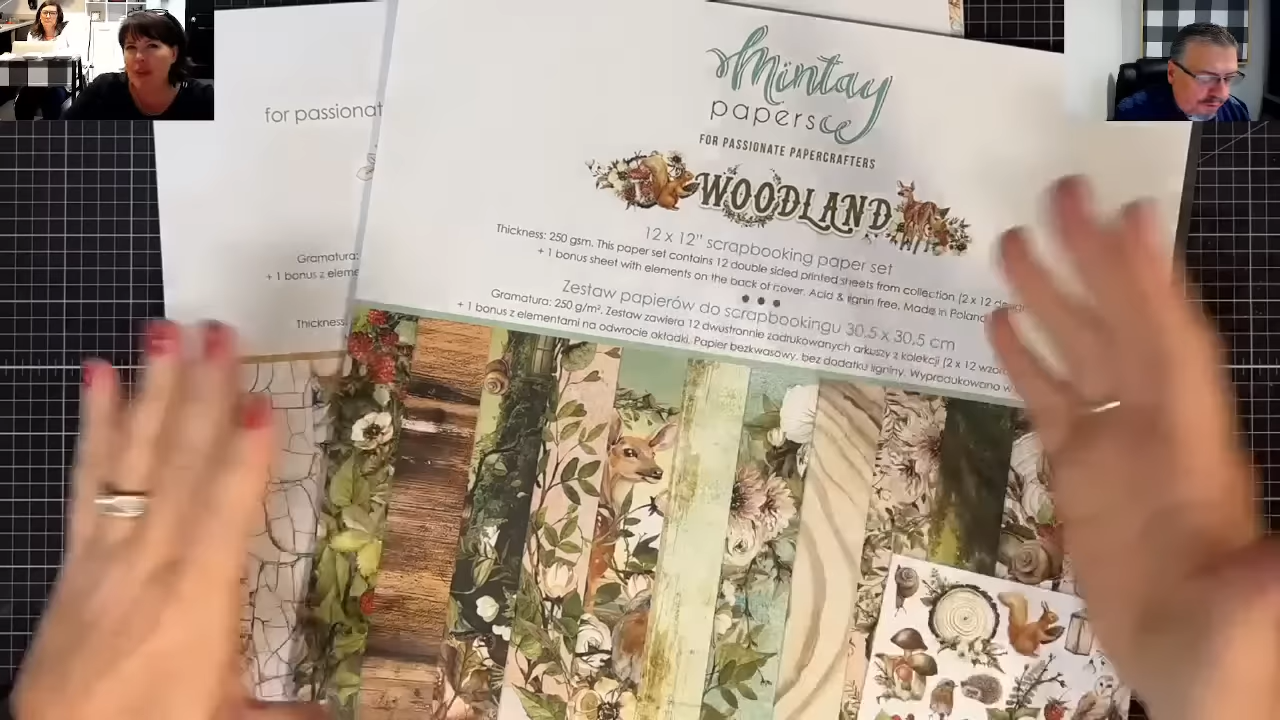 for passionat
Gramatura:
+ 1 bonus z eleme
Thickness:
Mintay
papers
FOR PASSIONATE PAPERCRAFTERS
WOODLAND
12 x 12" scrapbooking paper set
Thickness: 250 gsm. This paper set contains 12 double sided printed sheets from collection (2 x 12
+ 1 bonus sheet with elements on the back of cover. Acid & lignin free. Made in Poland
Zestaw papierów do scrapbookingu 30,5 x 30,5 cm
Gramatura: 250 g/m². Zestaw zawiera 12 dwustronnie zadrukowanych arkuszy z kolekcji (2 x 12
+ 1 bonus z elementami na odwrocie okładki. Papier bezkwasowy, bez dodatku ligniny. Wyprodukowano w